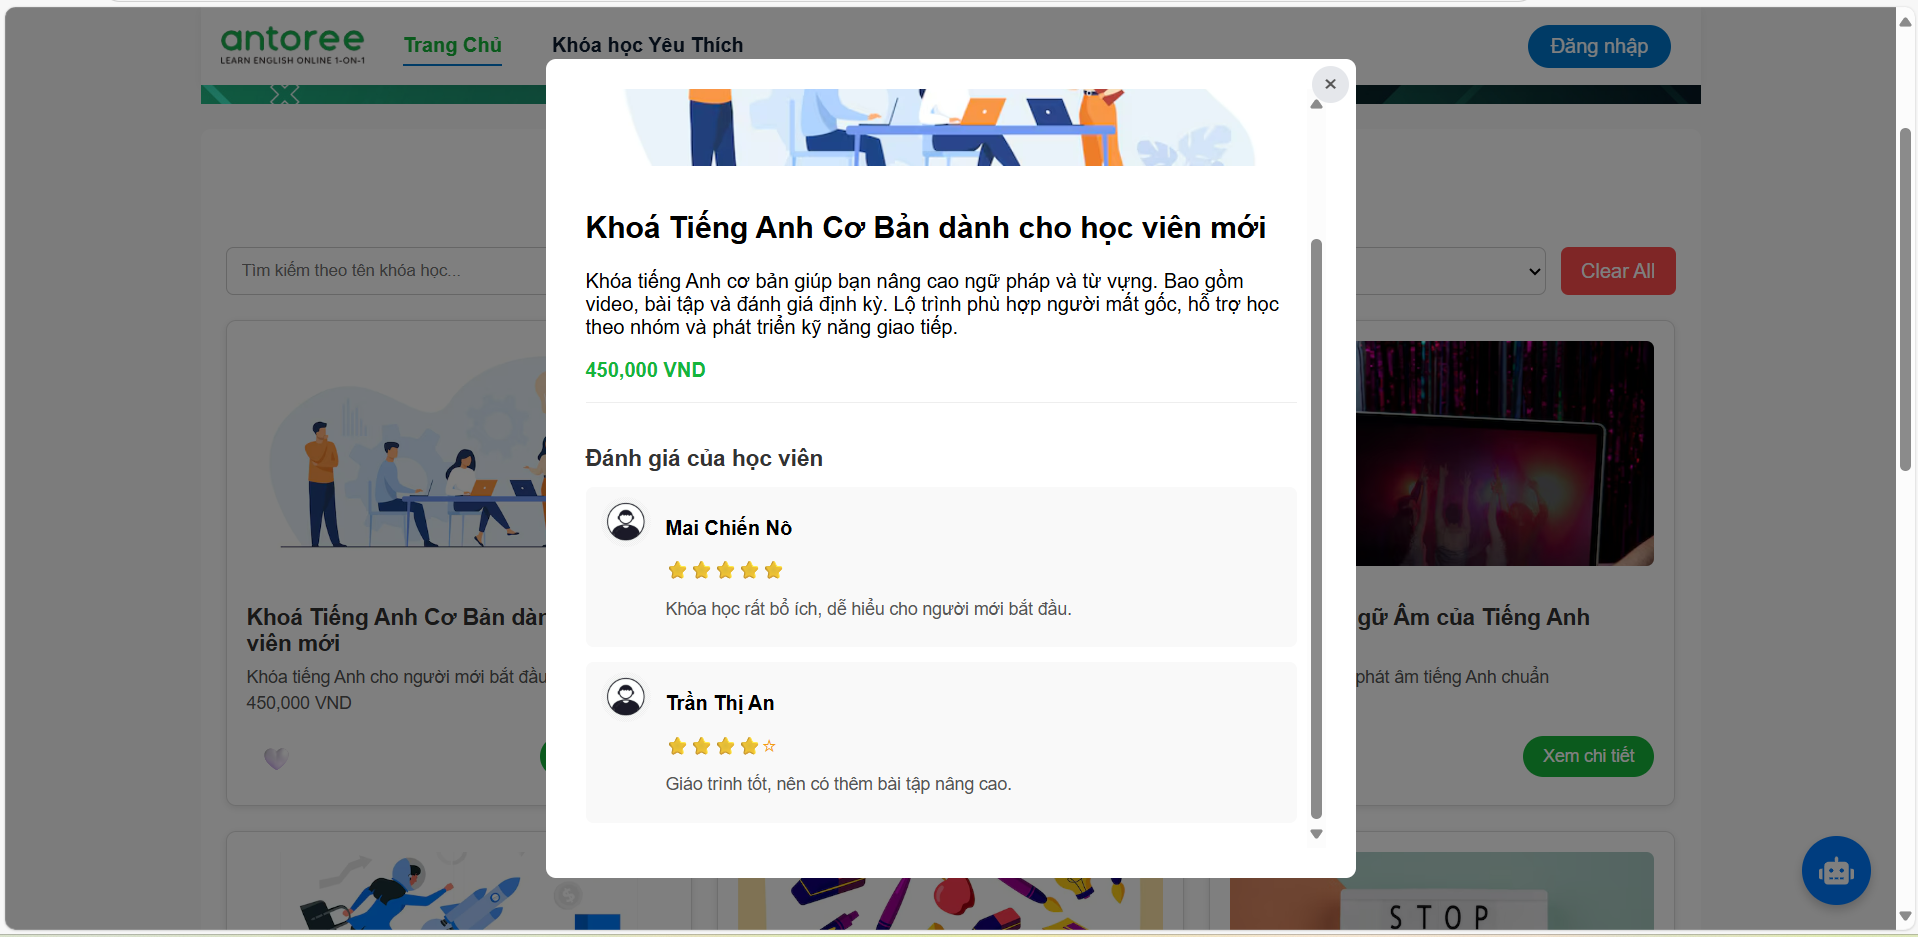 antoree
LEARN ENGLISH ONLINE 1-ON-1
Trang Chủ
Khóa học Yêu Thích
Đăng nhập
×
Khoá Tiếng Anh Cơ Bản dành cho học viên mới
Khóa tiếng Anh cơ bản giúp bạn nâng cao ngữ pháp và từ vựng. Bao gồm
video, bài tập và đánh giá định kỳ. Lộ trình phù hợp người mất gốc, hỗ trợ học
theo nhóm và phát triển kỹ năng giao tiếp.
450,000 VND
Đánh giá của học viên
Mai Chiến Nô
Khóa học rất bổ ích, dễ hiểu cho người mới bắt đầu.
Trần Thị An
Giáo trình tốt, nên có thêm bài tập nâng cao.
Tìm kiếm theo tên khóa học...
Clear All
Khoá Tiếng Anh Cơ Bản dàn
viên mới
Khóa tiếng Anh cho người mới bắt đầu
450,000 VND
gữ Âm của Tiếng Anh
phát âm tiếng Anh chuẩn
Xem chi tiết
STOP